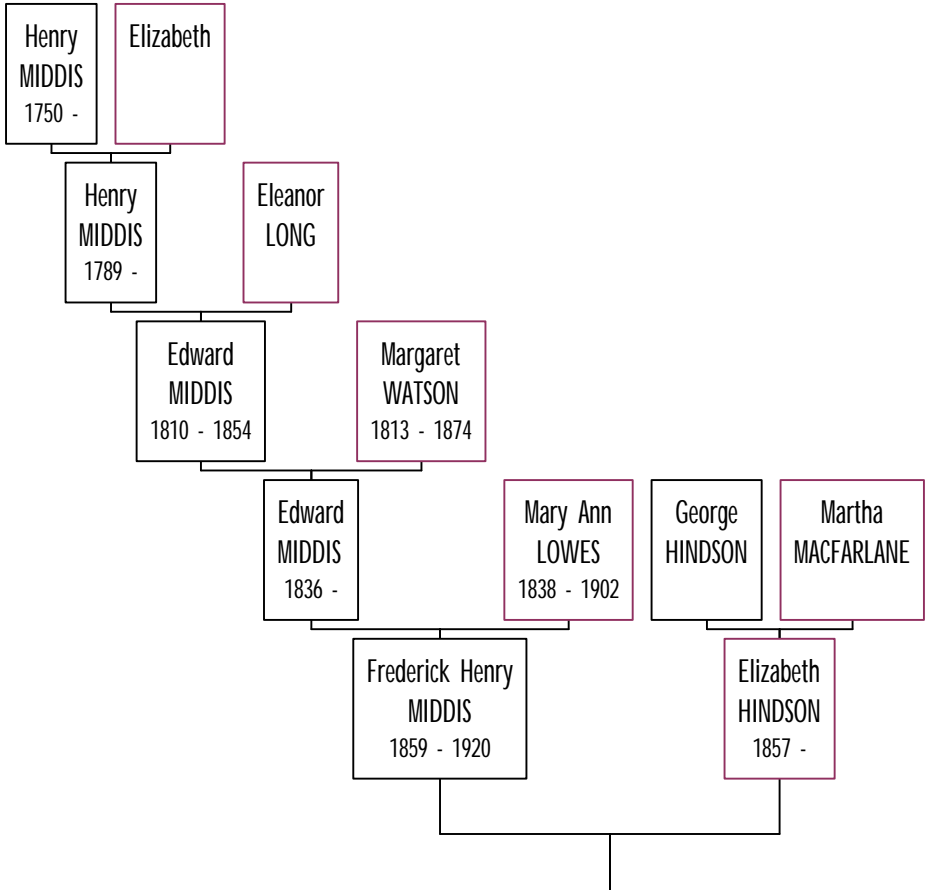 Henry
MIDDIS
1750 -
Elizabeth
Henry
MIDDIS
1789 -
Eleanor
LONG
Edward
MIDDIS
1810 - 1854
Margaret
WATSON
1813 - 1874
Edward
MIDDIS
1836 -
Mary Ann
LOWES
1838 - 1902
George
HINDSON
Martha
MACFARLANE
Frederick Henry
MIDDIS
1859 - 1920
Elizabeth
HINDSON
1857 -